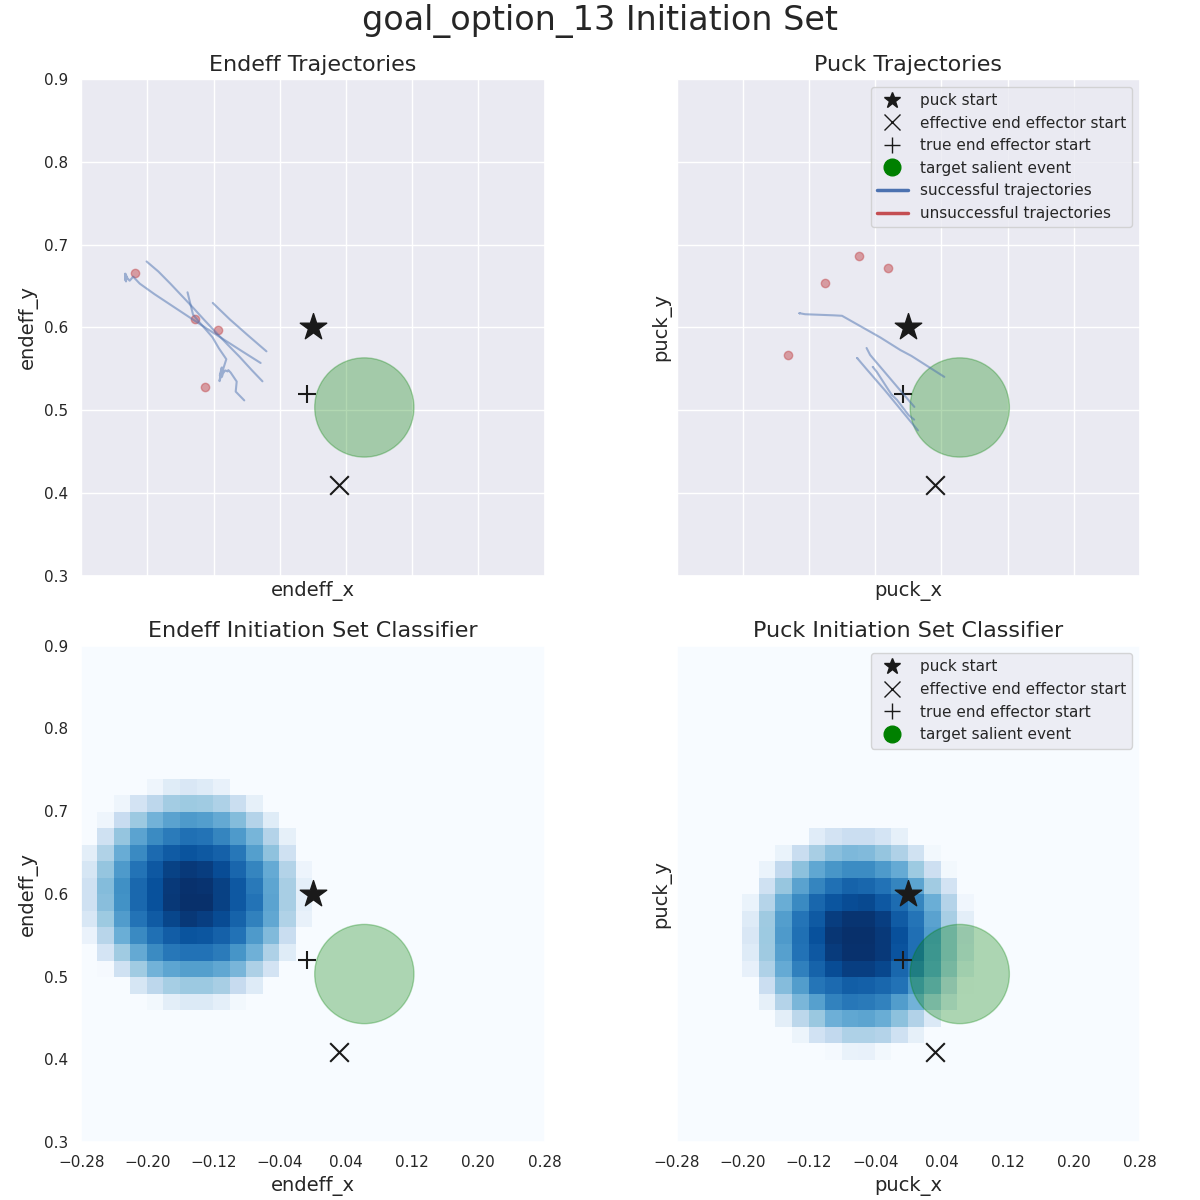 goal_option_13 Initiation Set
Endeff Trajectories
0.9
0.8
0.7
0.6
0.5
0.4
0.3
endeff_y
endeff_x
Puck Trajectories
puck start
effective end effector start
true end effector start
target salient event
successful trajectories
unsuccessful trajectories
puck_y
puck_x
Endeff Initiation Set Classifier
0.9
0.8
0.7
0.6
0.5
0.4
0.3
endeff_y
−0.28 −0.20 −0.12 −0.04 0.04 0.12 0.20 0.28
endeff_x
Puck Initiation Set Classifier
puck start
effective end effector start
true end effector start
target salient event
puck_y
−0.28 −0.20 −0.12 −0.04 0.04 0.12 0.20 0.28
puck_x